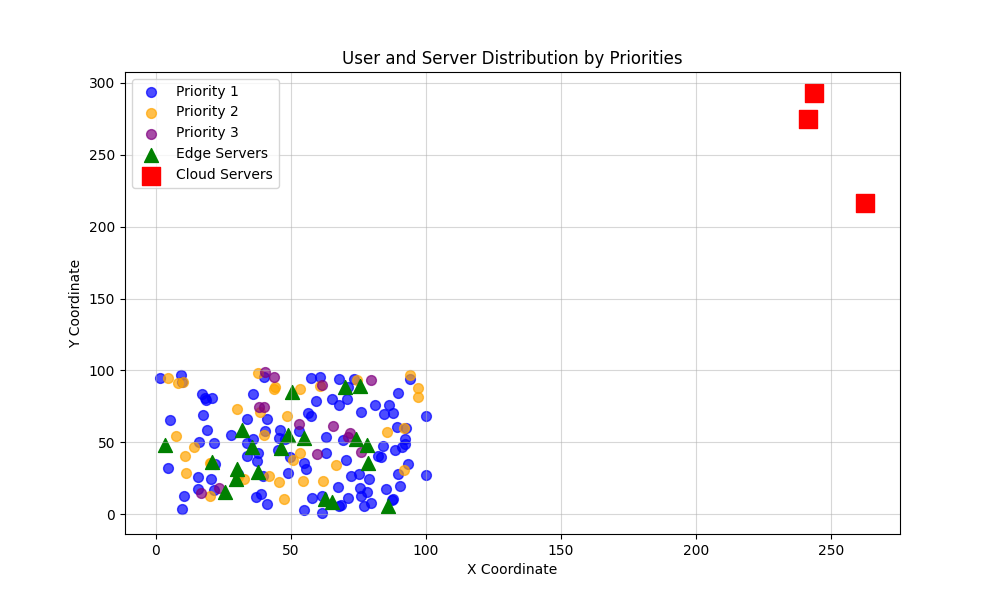 User and Server Distribution by Priorities
Priority 1
Priority 2
Priority 3
Edge Servers
Cloud Servers
300
250
200
150
100
50
0
Y Coordinate
0 50 100 150 200 250
X Coordinate